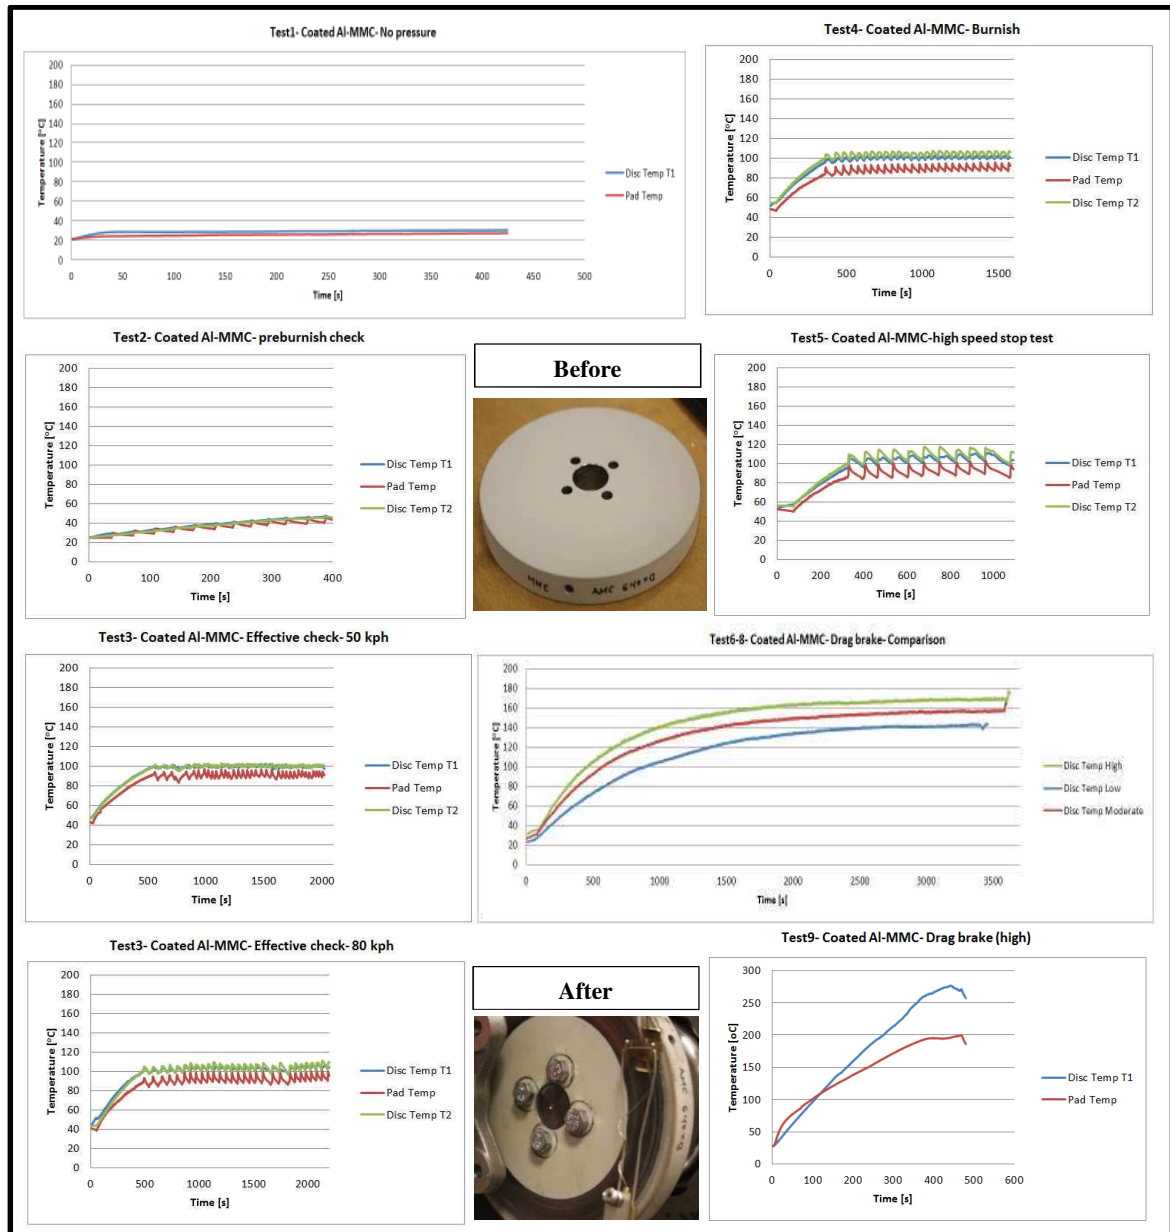 Test1- Coated Al-MMC- No pressure
Temperature [°C]
200
180
160
140
120
100
80
60
40
20
0
0 50 100 150 200 250 300 350 400 450 500
Time [s]
Disc Temp T1
Pad Temp
Test4- Coated Al-MMC- Burnish
Temperature [°C]
200
180
160
140
120
100
80
60
40
20
0
0 500 1000 1500
Time [s]
Disc Temp T1
Pad Temp
Disc Temp T2
Test2- Coated Al-MMC- preburnish check
Temperature [°C]
200
180
160
140
120
100
80
60
40
20
0
0 100 200 300 400
Time [s]
Disc Temp T1
Pad Temp
Disc Temp T2
Before
MMC AMC
Test5- Coated Al-MMC-high speed stop test
Temperature [°C]
200
180
160
140
120
100
80
60
40
20
0
0 200 400 600 800 1000
Time [s]
Disc Temp T1
Pad Temp
Disc Temp T2
Test3- Coated Al-MMC- Effective check- 50 kph
Temperature [°C]
200
180
160
140
120
100
80
60
40
20
0
0 500 1000 1500 2000
Time [s]
Disc Temp T1
Pad Temp
Disc Temp T2
Test6-8- Coated Al-MMC- Drag brake- Comparison
Temperature [°C]
200
180
160
140
120
100
80
60
40
20
0
0 500 1000 1500 2000 2500 3000 3500
Time [s]
Disc Temp High
Disc Temp Low
Disc Temp Moderate
Test3- Coated Al-MMC- Effective check- 80 kph
Temperature [°C]
200
180
160
140
120
100
80
60
40
20
0
0 500 1000 1500 2000
Time [s]
Disc Temp T1
Pad Temp
Disc Temp T2
After
AMC
Test9- Coated Al-MMC- Drag brake (high)
Temperature [oC]
300
250
200
150
100
50
0
0 100 200 300 400 500 600
Time [s]
Disc Temp T1
Pad Temp